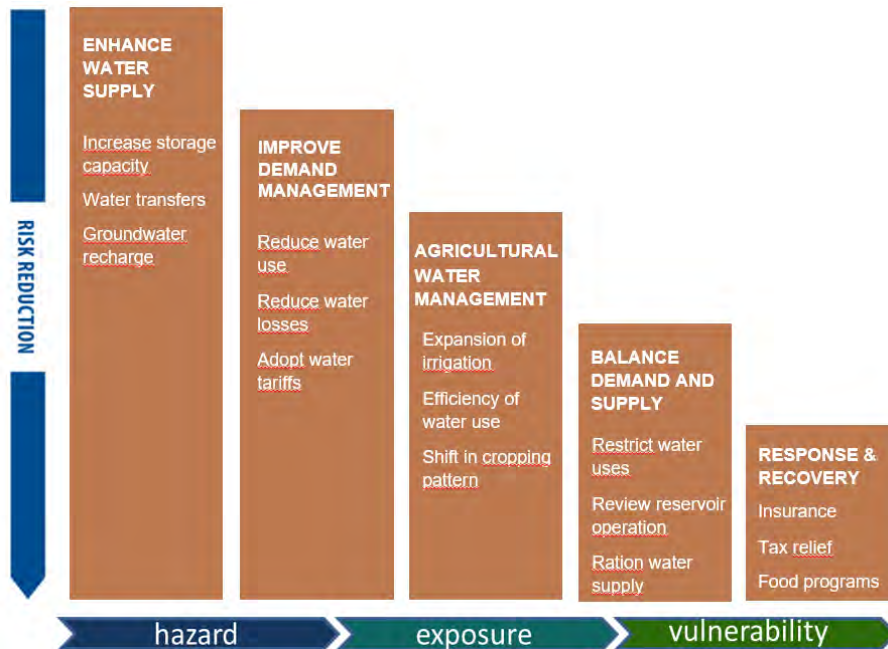 RISK REDUCTION
ENHANCE
WATER
SUPPLY
Increase storage
capacity
Water transfers
Groundwater
recharge
IMPROVE
DEMAND
MANAGEMENT
Reduce water
use
Reduce water
losses
Adopt water
tariffs
AGRICULTURAL
WATER
MANAGEMENT
Expansion of
irrigation
Efficiency of
water use
Shift in cropping
pattern
BALANCE
DEMAND AND
SUPPLY
Restrict water
uses
Review reservoir
operation
Ration water
supply
RESPONSE &
RECOVERY
Insurance
Tax relief
Food programs
hazard
exposure
vulnerability